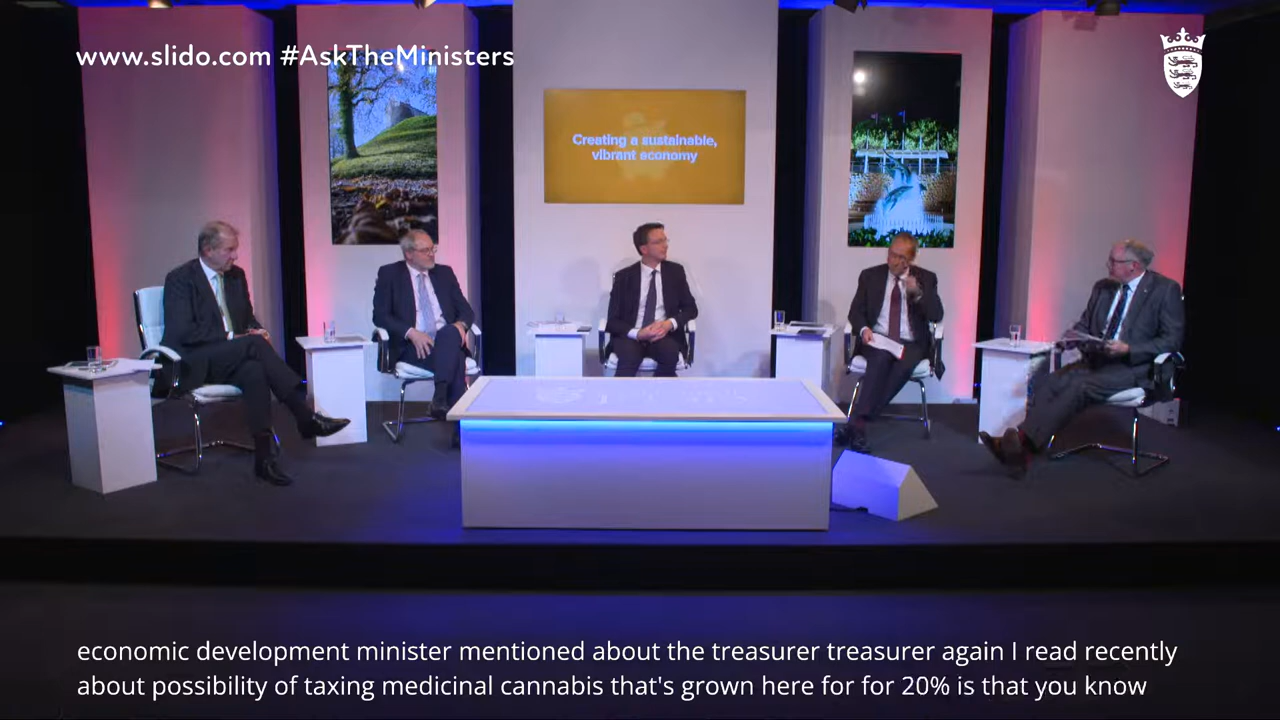 www.slido.com #AskTheMinisters
Creating a sustainable,
vibrant economy
economic development minister mentioned about the treasurer treasurer again I read recently
about possibility of taxing medicinal cannabis that's grown here for for 20% is that you know